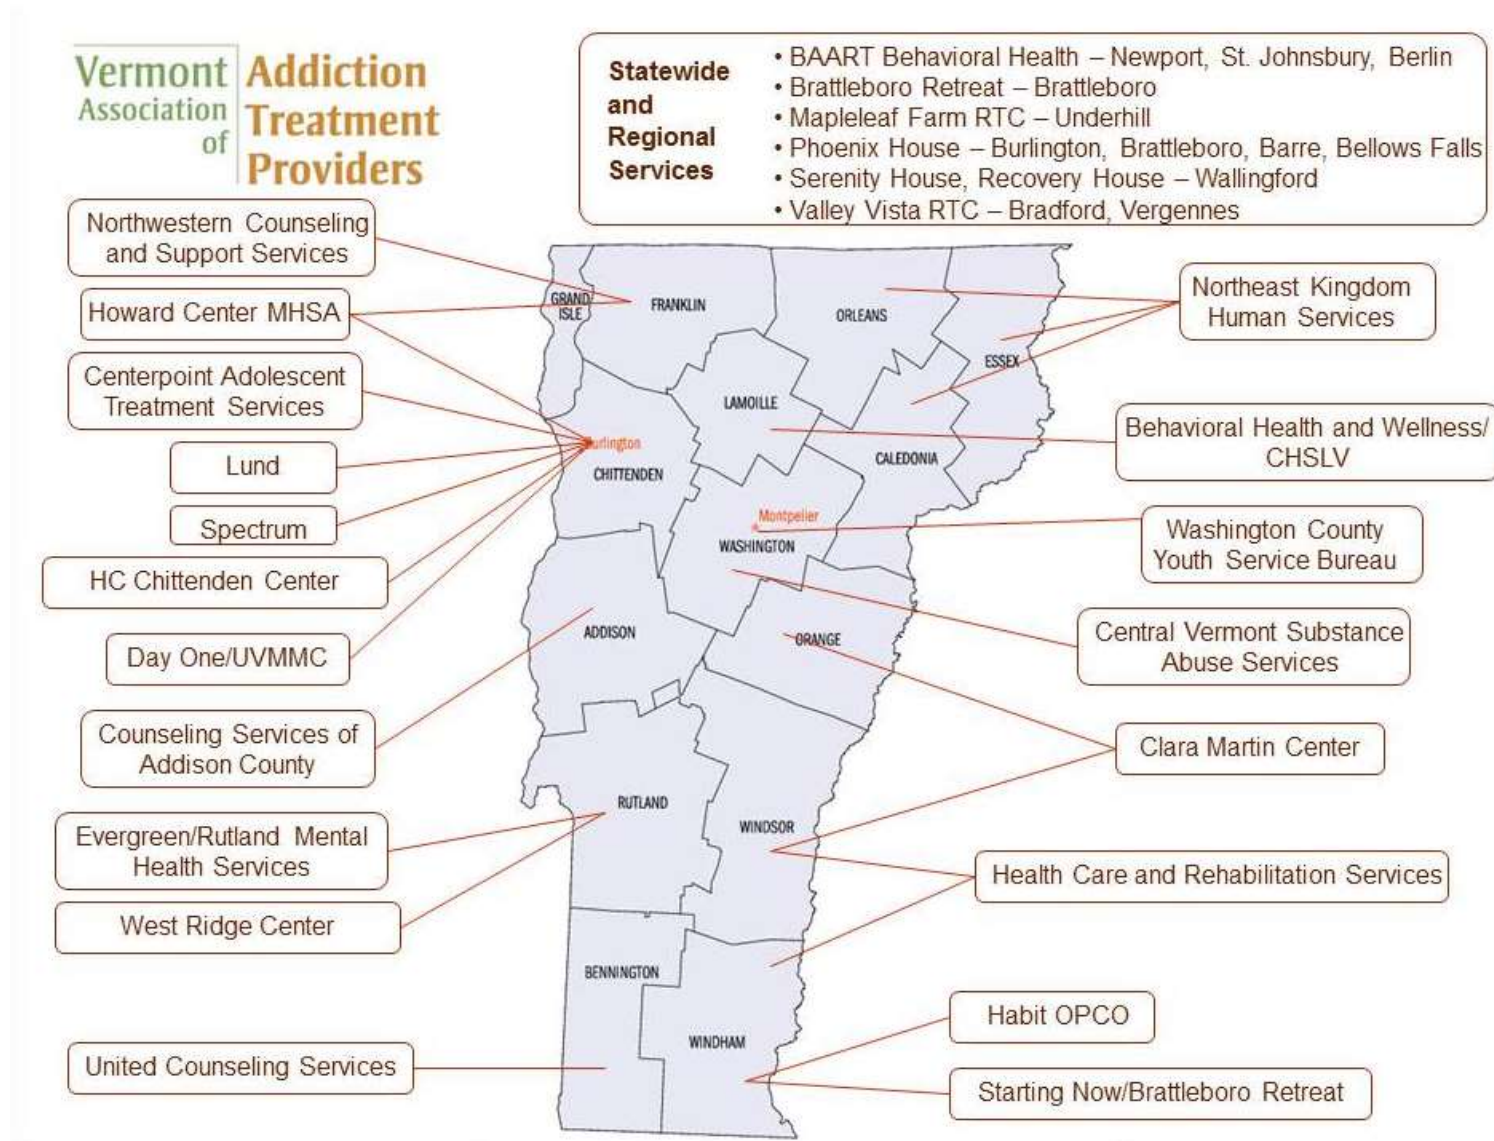 Vermont
Association
of
Addiction
Treatment
Providers
Statewide
and
Regional
Services
• BAART Behavioral Health – Newport, St. Johnsbury, Berlin
• Brattleboro Retreat – Brattleboro
• Mapleleaf Farm RTC – Underhill
• Phoenix House – Burlington, Brattleboro, Barre, Bellows Falls
• Serenity House, Recovery House – Wallingford
• Valley Vista RTC – Bradford, Vergennes
Northwestern Counseling
and Support Services
Howard Center MHSA
Centerpoint Adolescent
Treatment Services
Lund
Spectrum
HC Chittenden Center
Day One/UVMMC
Counseling Services of
Addison County
Evergreen/Rutland Mental
Health Services
West Ridge Center
United Counseling Services
GRAND
ISLE
FRANKLIN
ORLEANS
ESSEX
LAMOILLE
CALEDONIA
Burlington
CHITTENDEN
Montpelier
WASHINGTON
ADDISON
ORANGE
RUTLAND
WINDSOR
BENNINGTON
WINDHAM
Northeast Kingdom
Human Services
Behavioral Health and Wellness/
CHSLV
Washington County
Youth Service Bureau
Central Vermont Substance
Abuse Services
Clara Martin Center
Health Care and Rehabilitation Services
Habit OPCO
Starting Now/Brattleboro Retreat